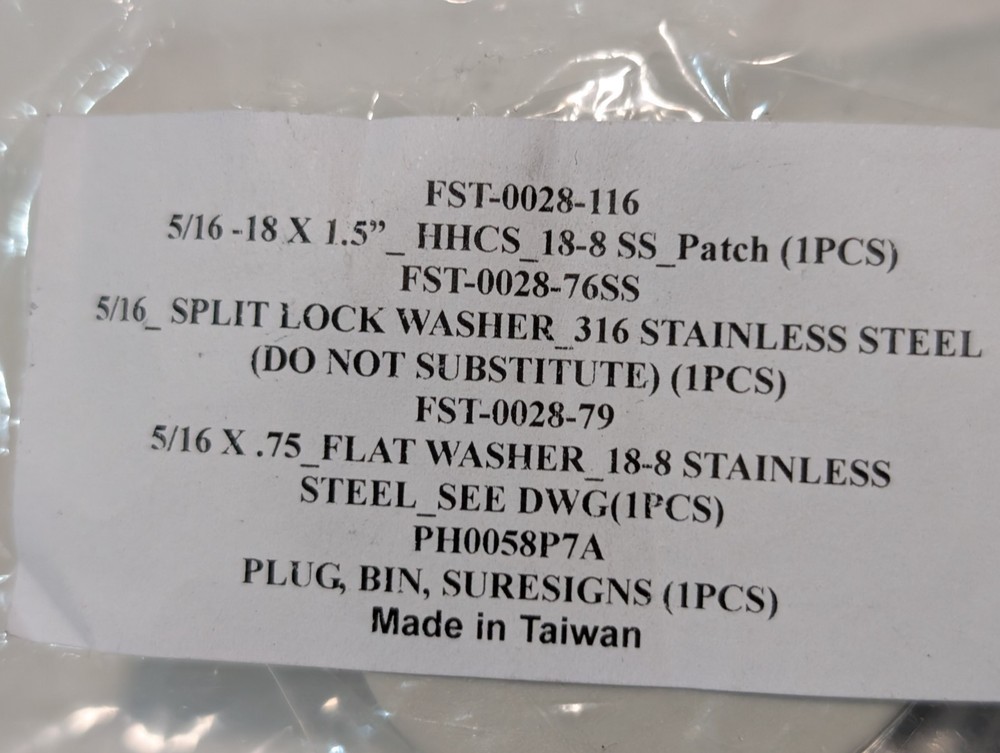 FST-0028-116
5/16 -18 X 1.5”_ HHCS_18-8 SS_Patch (1PCS)
FST-0028-76SS
5/16_ SPLIT LOCK WASHER_316 STAINLESS STEEL
(DO NOT SUBSTITUTE) (1PCS)
FST-0028-79
5/16 X .75_FLAT WASHER_18-8 STAINLESS
STEEL_SEE DWG(1PCS)
PH0058P7A
PLUG, BIN, SURESIGNS (1PCS)
Made in Taiwan